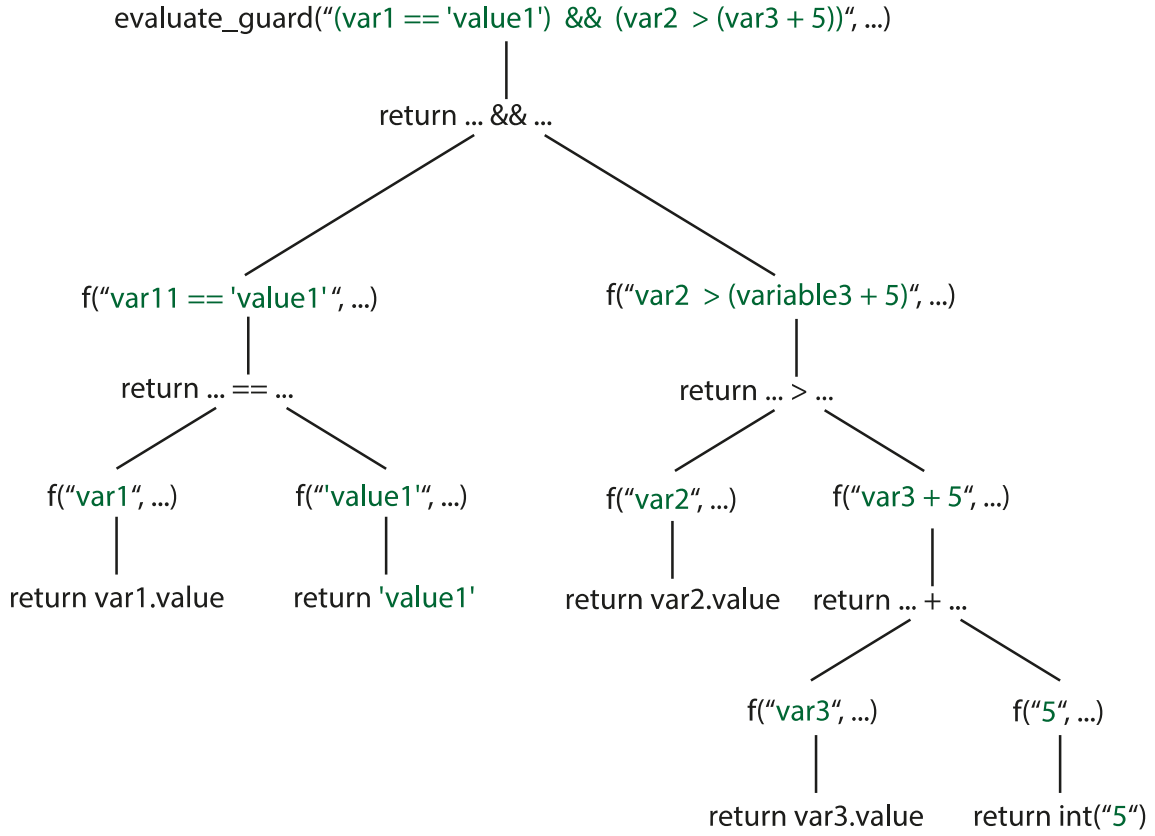 evaluate_guard(“(var1 == 'value1') && (var2 > (var3 + 5))“, ...)
return ... && ...
f(“var11 == 'value1'“, ...)
f(“var2 > (variable3 + 5)“, ...)
return ... == ...
return ... > ...
f(“var1“, ...)
f(“'value1'“, ...)
f(“var2“, ...)
f(“var3 + 5“, ...)
return var1.value
return 'value1'
return var2.value
return ... + ...
f(“var3“, ...)
f(“5“, ...)
return var3.value
return int(“5“)